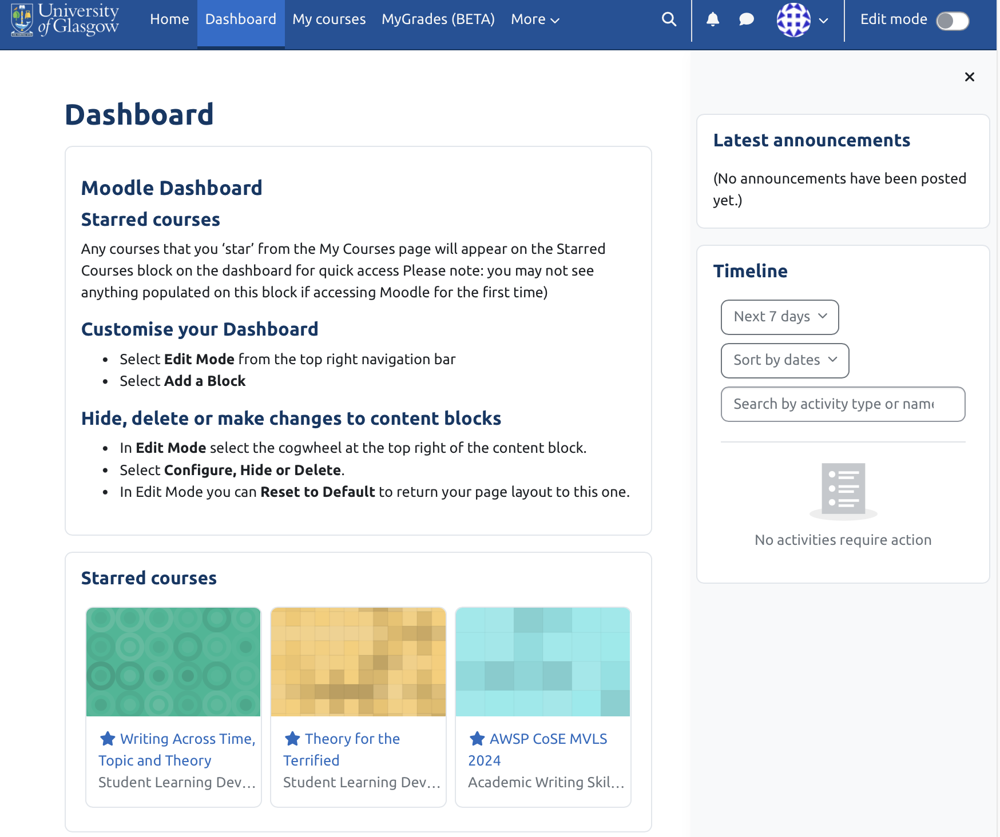 University
of Glasgow
Home
Dashboard
My courses
MyGrades (BETA)
More
Edit mode
Dashboard
Moodle Dashboard
Starred courses
Any courses that you ‘star’ from the My Courses page will appear on the Starred
Courses block on the dashboard for quick access Please note: you may not see
anything populated on this block if accessing Moodle for the first time)
Customise your Dashboard
Select Edit Mode from the top right navigation bar
Select Add a Block
Hide, delete or make changes to content blocks
In Edit Mode select the cogwheel at the top right of the content block.
Select Configure, Hide or Delete.
In Edit Mode you can Reset to Default to return your page layout to this one.
Starred courses
Writing Across Time,
Topic and Theory
Student Learning Dev...
Theory for the
Terrified
Student Learning Dev...
AWSP CoSE MVLS
2024
Academic Writing Skil...
Latest announcements
(No announcements have been posted
yet.)
Timeline
Next 7 days
Sort by dates
Search by activity type or name
No activities require action